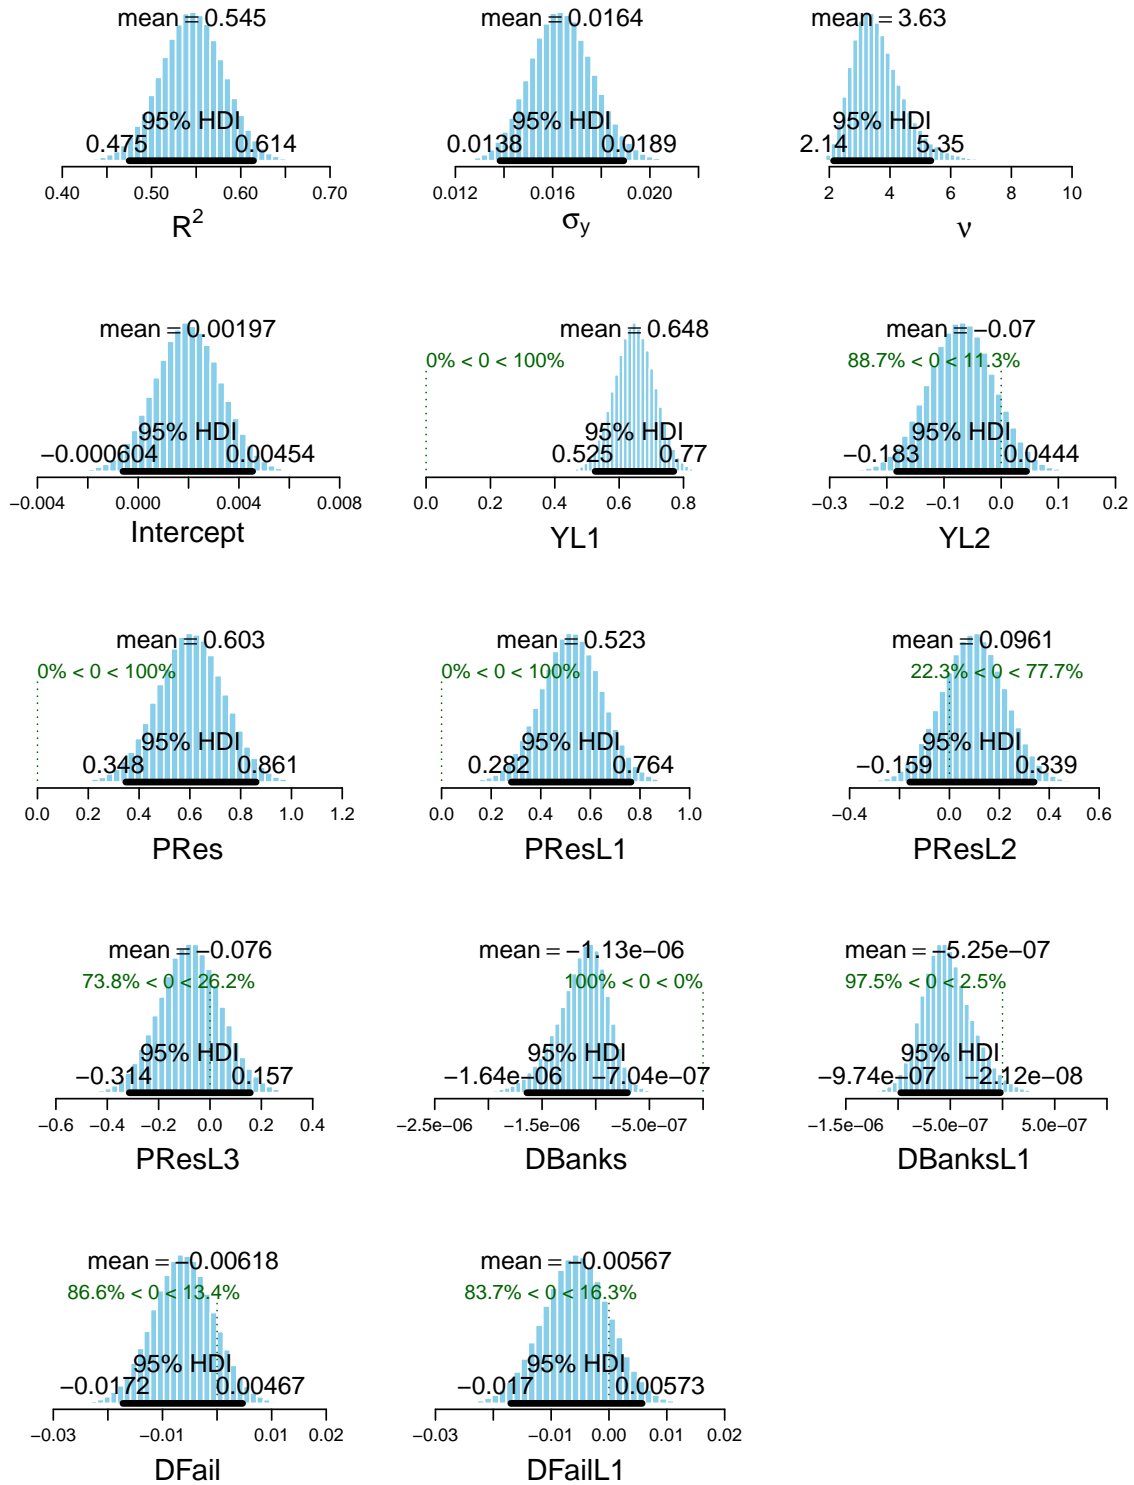 mean = 0.545
95% HDI
0.475 0.614
0.40 0.50 0.60 0.70
R²
mean = 0.0164
95% HDI
0.0138 0.0189
0.012 0.016 0.020
σy
mean = 3.63
95% HDI
2.14 5.35
2 4 6 8 10
ν
mean = 0.00197
95% HDI
−0.000604 0.00454
−0.004 0.000 0.004 0.008
Intercept
mean = 0.648
0% < 0 < 100%
95% HDI
0.525 0.77
0.0 0.2 0.4 0.6 0.8
YL1
mean = −0.07
88.7% < 0 < 11.3%
95% HDI
−0.183 0.0444
−0.3 −0.2 −0.1 0.0 0.1 0.2
YL2
mean = 0.603
0% < 0 < 100%
95% HDI
0.348 0.861
0.0 0.2 0.4 0.6 0.8 1.0 1.2
PRes
mean = 0.523
0% < 0 < 100%
95% HDI
0.282 0.764
0.0 0.2 0.4 0.6 0.8 1.0
PResL1
mean = 0.0961
22.3% < 0 < 77.7%
95% HDI
−0.159 0.339
−0.4 0.0 0.2 0.4 0.6
PResL2
mean = −0.076
73.8% < 0 < 26.2%
95% HDI
−0.314 0.157
−0.6 −0.4 −0.2 0.0 0.2 0.4
PResL3
mean = −1.13e−06
100% < 0 < 0%
95% HDI
−1.64e−06 −7.04e−07
−2.5e−06 −1.5e−06 −5.0e−07
DBanks
mean = −5.25e−07
97.5% < 0 < 2.5%
95% HDI
−9.74e−07 −2.12e−08
−1.5e−06 −5.0e−07 5.0e−07
DBanksL1
mean = −0.00618
86.6% < 0 < 13.4%
95% HDI
−0.0172 0.00467
−0.03 −0.01 0.01 0.02
DFail
mean = −0.00567
83.7% < 0 < 16.3%
95% HDI
−0.017 0.00573
−0.03 −0.01 0.00 0.01 0.02
DFailL1